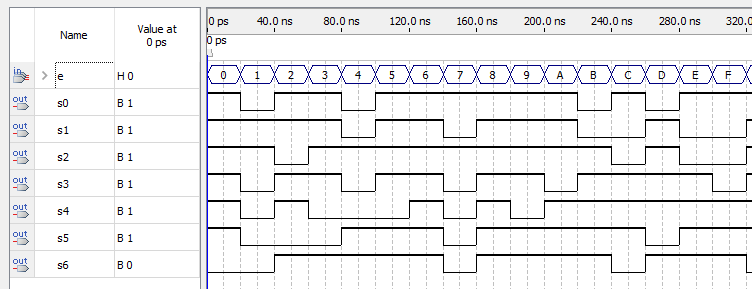 Name Value at 0 ps
0 ps 40.0 ns 80.0 ns 120.0 ns 160.0 ns 200.0 ns 240.0 ns 280.0 ns 320.0
0 ps
in > e H 0 0 1 2 3 4 5 6 7 8 9 A B C D E F
out s0 B 1
out s1 B 1
out s2 B 1
out s3 B 1
out s4 B 1
out s5 B 1
out s6 B 0